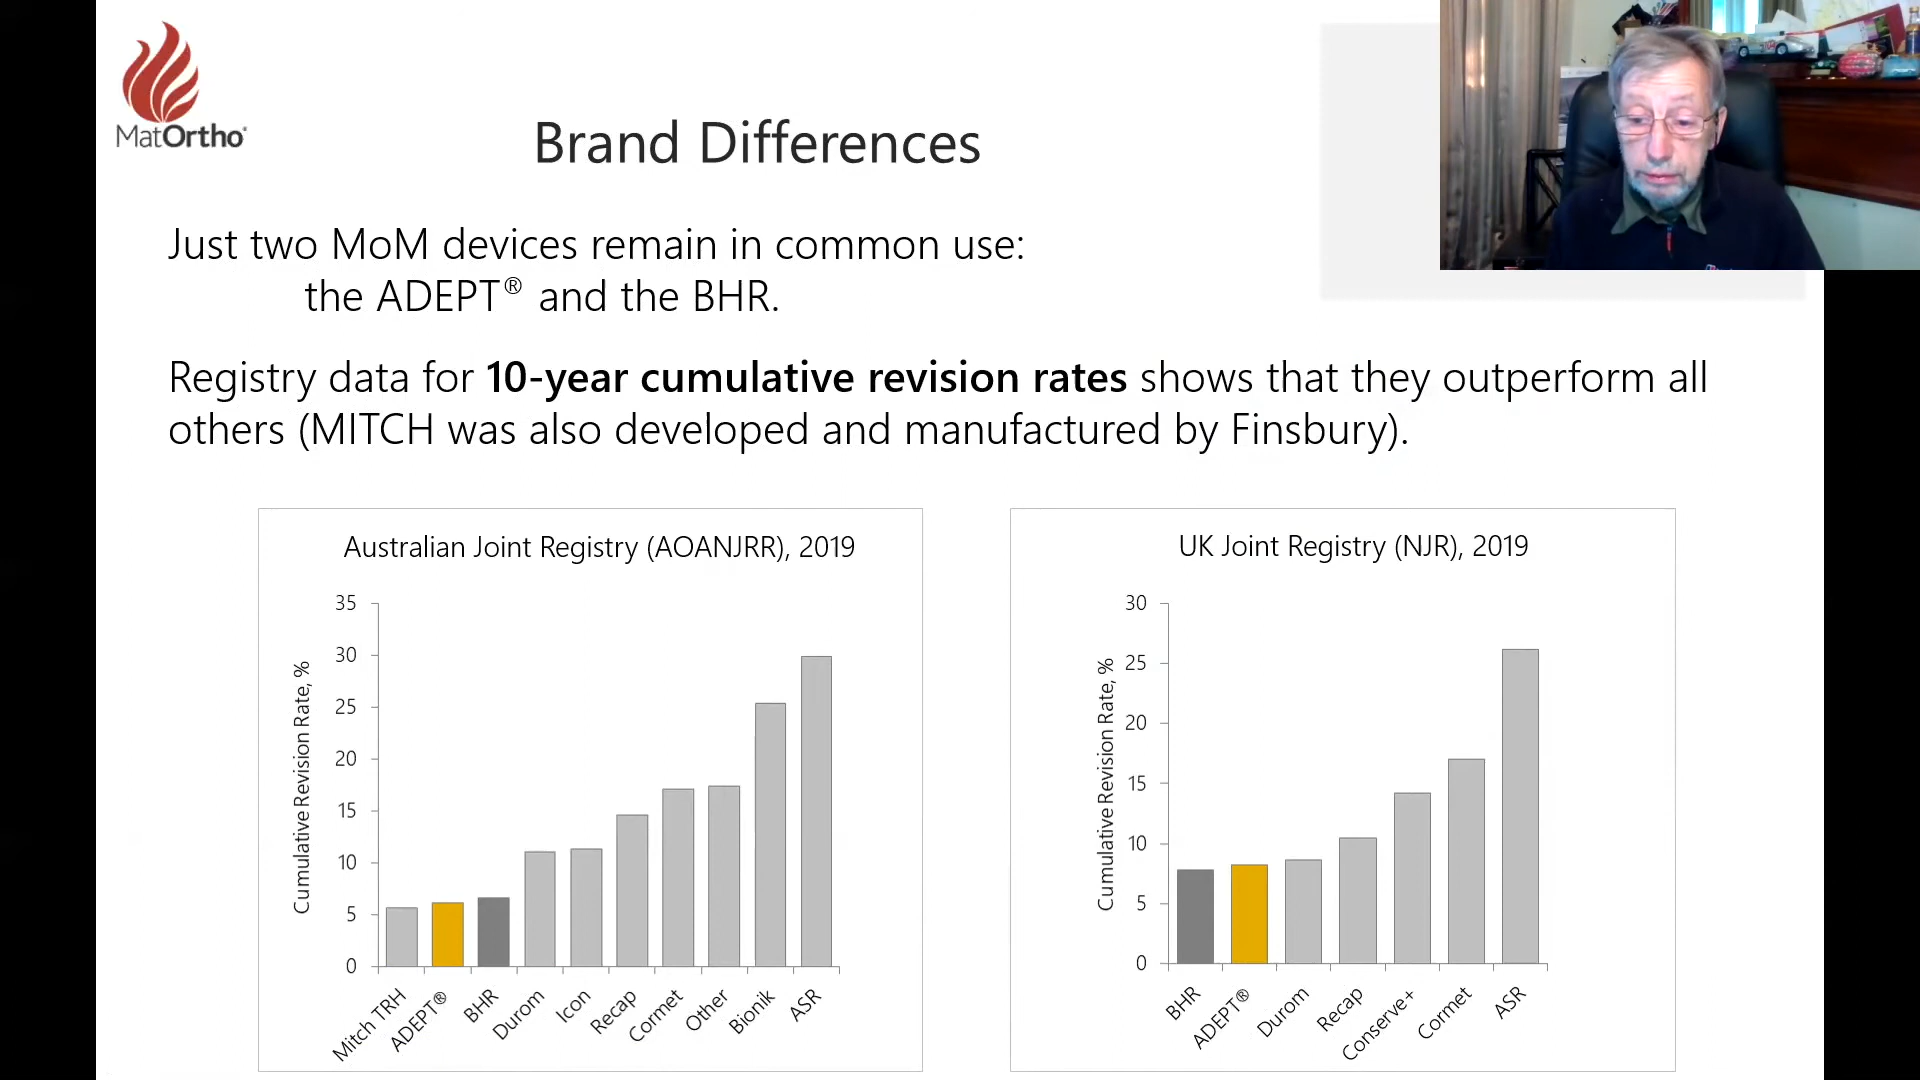 MatOrtho®
Brand Differences
Just two MoM devices remain in common use:
the ADEPT® and the BHR.
Registry data for 10-year cumulative revision rates shows that they outperform all
others (MITCH was also developed and manufactured by Finsbury).
Australian Joint Registry (AOANJRR), 2019
Cumulative Revision Rate, %
35
30
25
20
15
10
5
0
Mitch TRH
ADEPT®
BHR
Durom
Icon
Recap
Cormet
Other
Bionik
ASR
UK Joint Registry (NJR), 2019
Cumulative Revision Rate, %
30
25
20
15
10
5
0
BHR
ADEPT®
Durom
Recap
Conserve+
Cormet
ASR